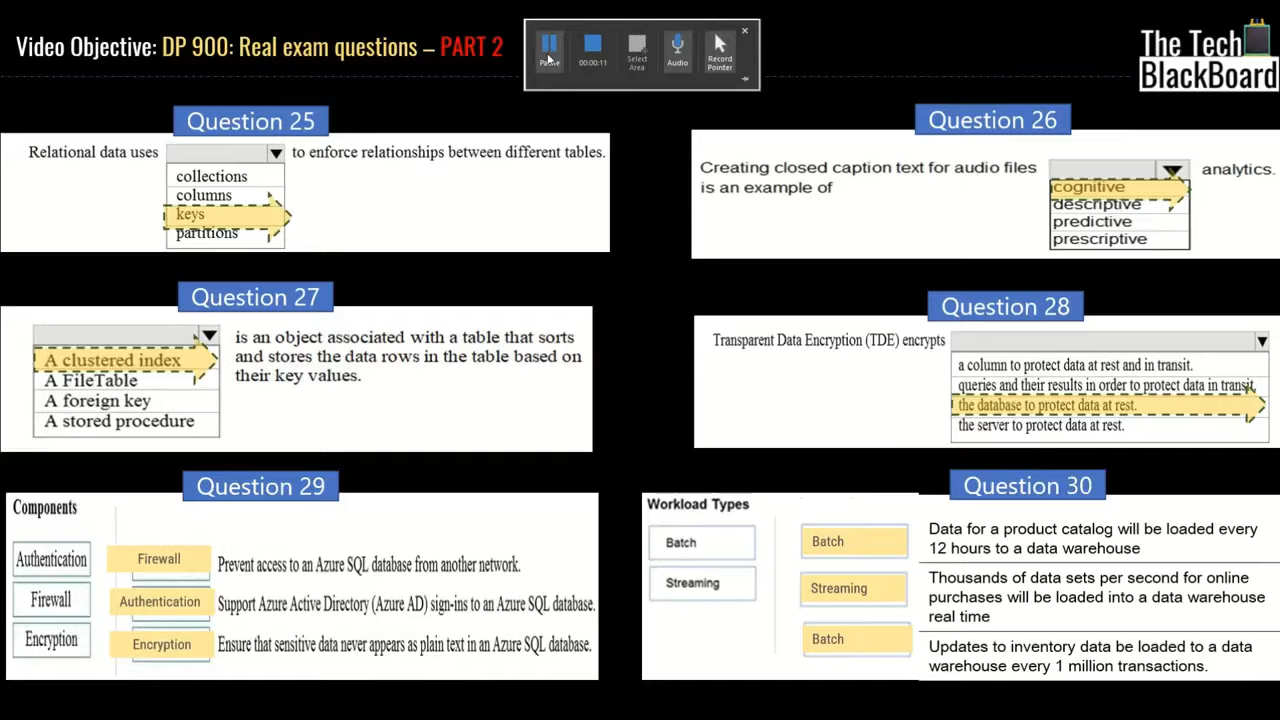 Video Objective: DP 900: Real exam questions – PART 2
Pause
00:00:11
Select
Area
Audio
Record
Pointer
The Tech
BlackBoard
Question 25
Relational data uses
to enforce relationships between different tables.
collections
columns
keys
partitions
Question 26
Creating closed caption text for audio files
is an example of
analytics.
cognitive
descriptive
predictive
prescriptive
Question 27
A clustered index
A FileTable
A foreign key
A stored procedure
is an object associated with a table that sorts
and stores the data rows in the table based on
their key values.
Question 28
Transparent Data Encryption (TDE) encrypts
a column to protect data at rest and in transit.
queries and their results in order to protect data in transit.
the database to protect data at rest.
the server to protect data at rest.
Question 29
Components
Authentication
Firewall
Encryption
Firewall
Prevent access to an Azure SQL database from another network.
Authentication
Support Azure Active Directory (Azure AD) sign-ins to an Azure SQL database.
Encryption
Ensure that sensitive data never appears as plain text in an Azure SQL database.
Question 30
Workload Types
Batch
Streaming
Batch
Data for a product catalog will be loaded every
12 hours to a data warehouse
Streaming
Thousands of data sets per second for online
purchases will be loaded into a data warehouse
real time
Batch
Updates to inventory data be loaded to a data
warehouse every 1 million transactions.